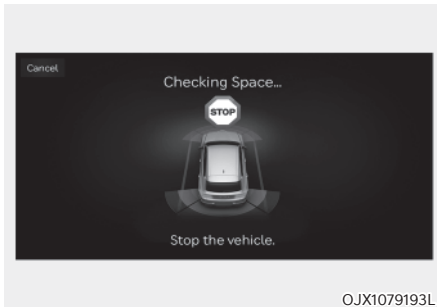 Cancel
Checking Space...
STOP
Stop the vehicle.
OJX1079193L